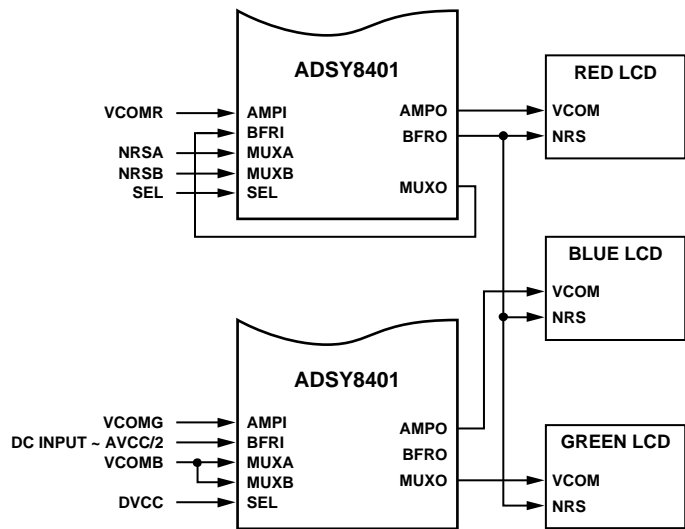 ADSY8401
VCOMR
NRSA
NRSB
SEL
AMPI
BFRI
MUXA
MUXB
SEL
AMPO
BFRO
MUXO
RED LCD
VCOM
NRS
BLUE LCD
VCOM
NRS
ADSY8401
VCOMG
DC INPUT ~ AVCC/2
VCOMB
DVCC
AMPI
BFRI
MUXA
MUXB
SEL
AMPO
BFRO
MUXO
GREEN LCD
VCOM
NRS